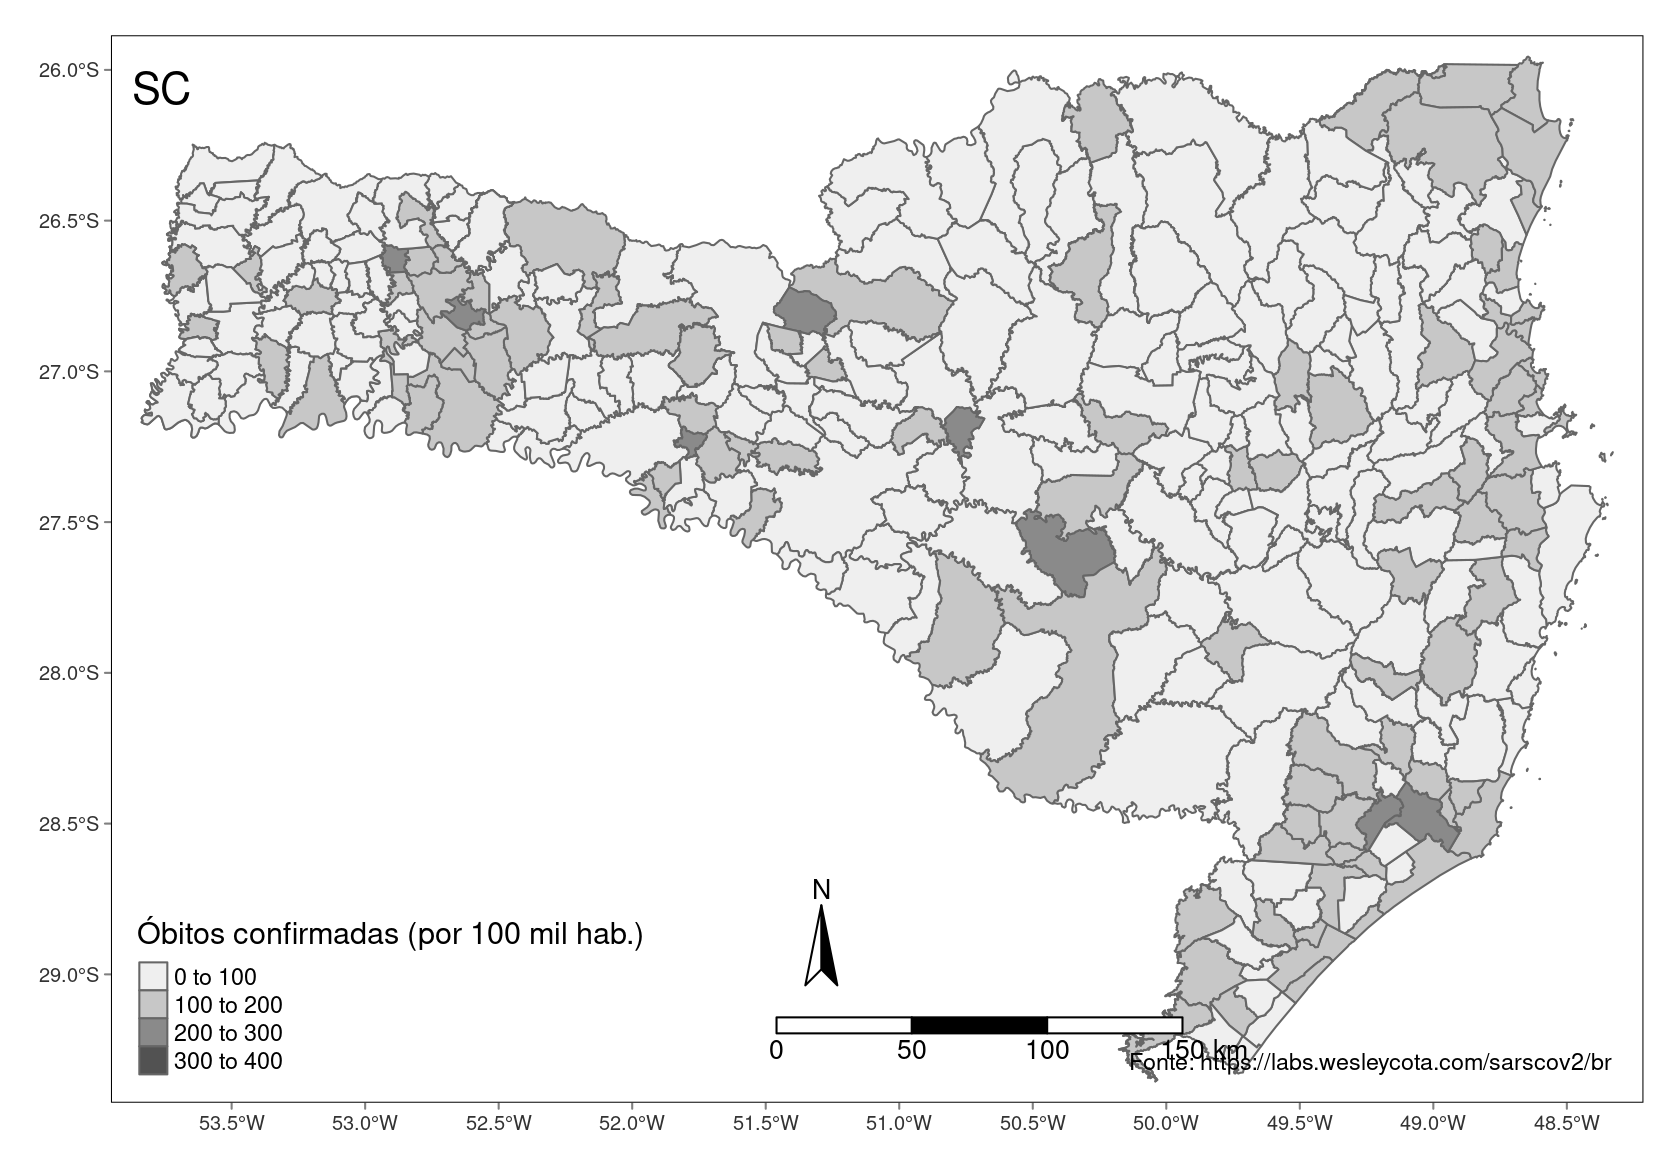 SC
26.0°S
26.5°S
27.0°S
27.5°S
28.0°S
28.5°S
29.0°S
N
Óbitos confirmadas (por 100 mil hab.)
0 to 100
100 to 200
200 to 300
300 to 400
0 50 100 150 km
Fonte: https://labs.wesleycota.com/sarscov2/br
53.5°W 53.0°W 52.5°W 52.0°W 51.5°W 51.0°W 50.5°W 50.0°W 49.5°W 49.0°W 48.5°W